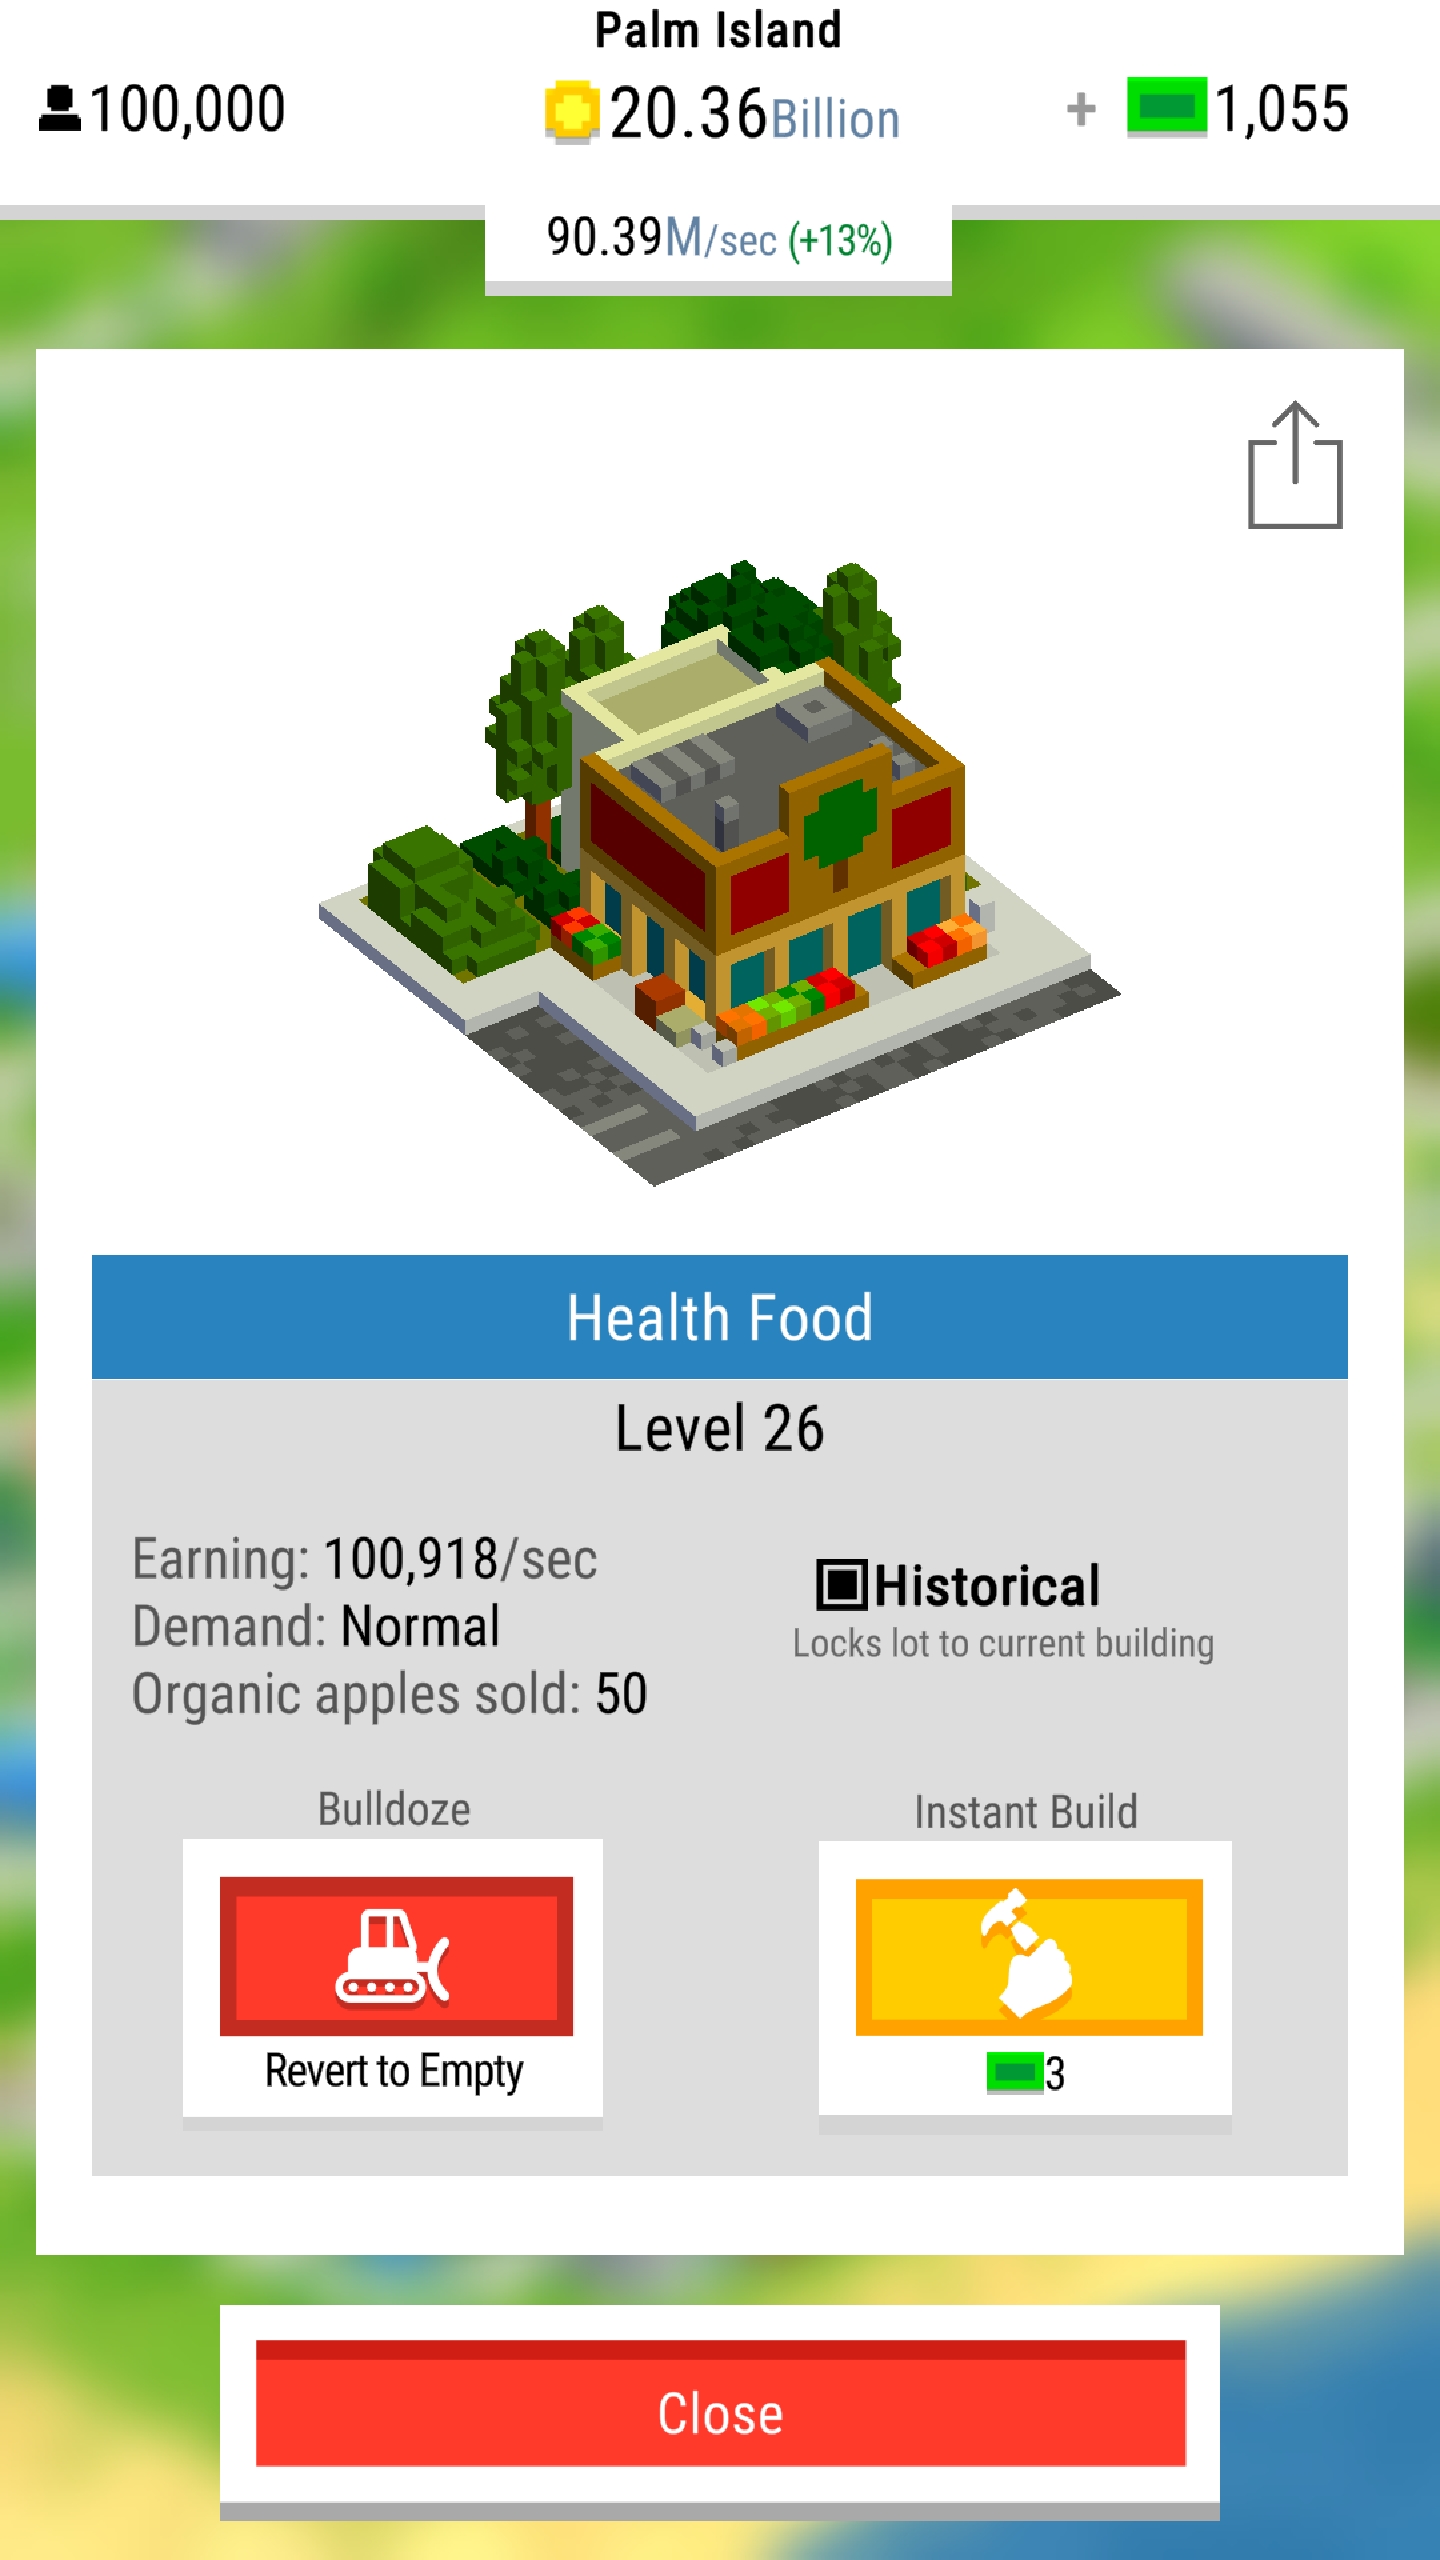 Palm Island
100,000
20.36Billion
+ 1,055
90.39M/sec (+13%)
Health Food
Level 26
Earning: 100,918/sec
Demand: Normal
Organic apples sold: 50
Historical
Locks lot to current building
Bulldoze
Revert to Empty
Instant Build
3
Close